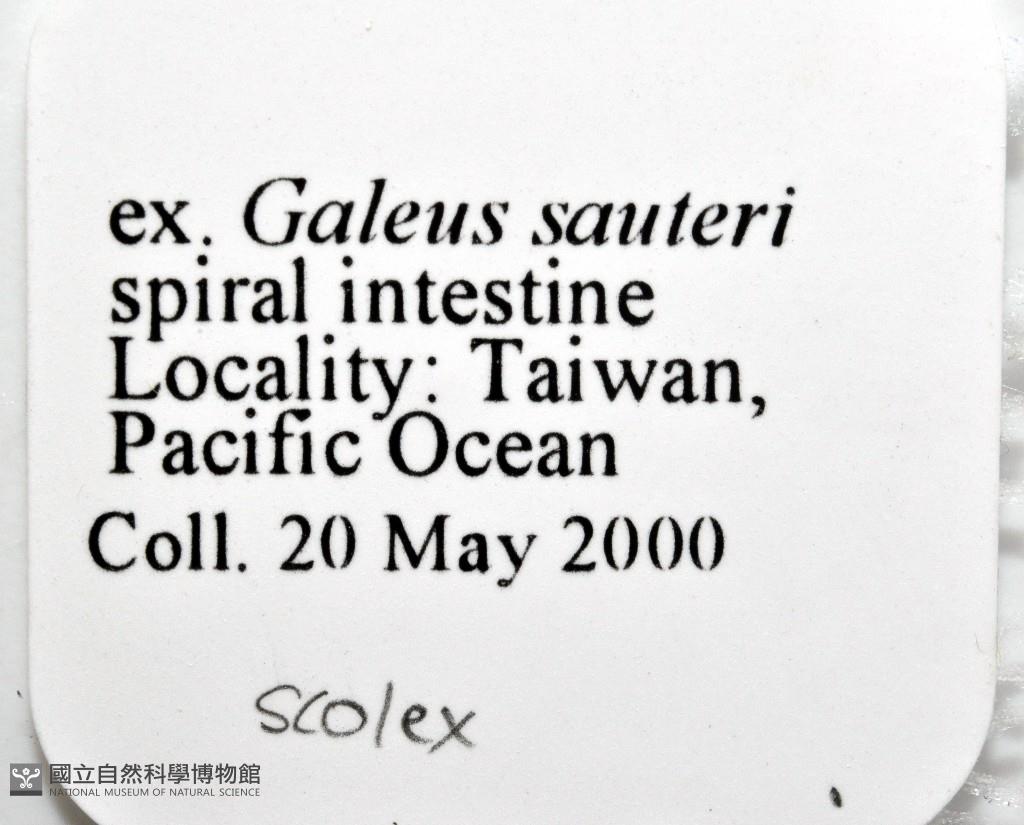 ex. Galeus sauteri
spiral intestine
Locality: Taiwan,
Pacific Ocean
Coll. 20 May 2000
scolex
國立自然科學博物館
NATIONAL MUSEUM OF NATURAL SCIENCE